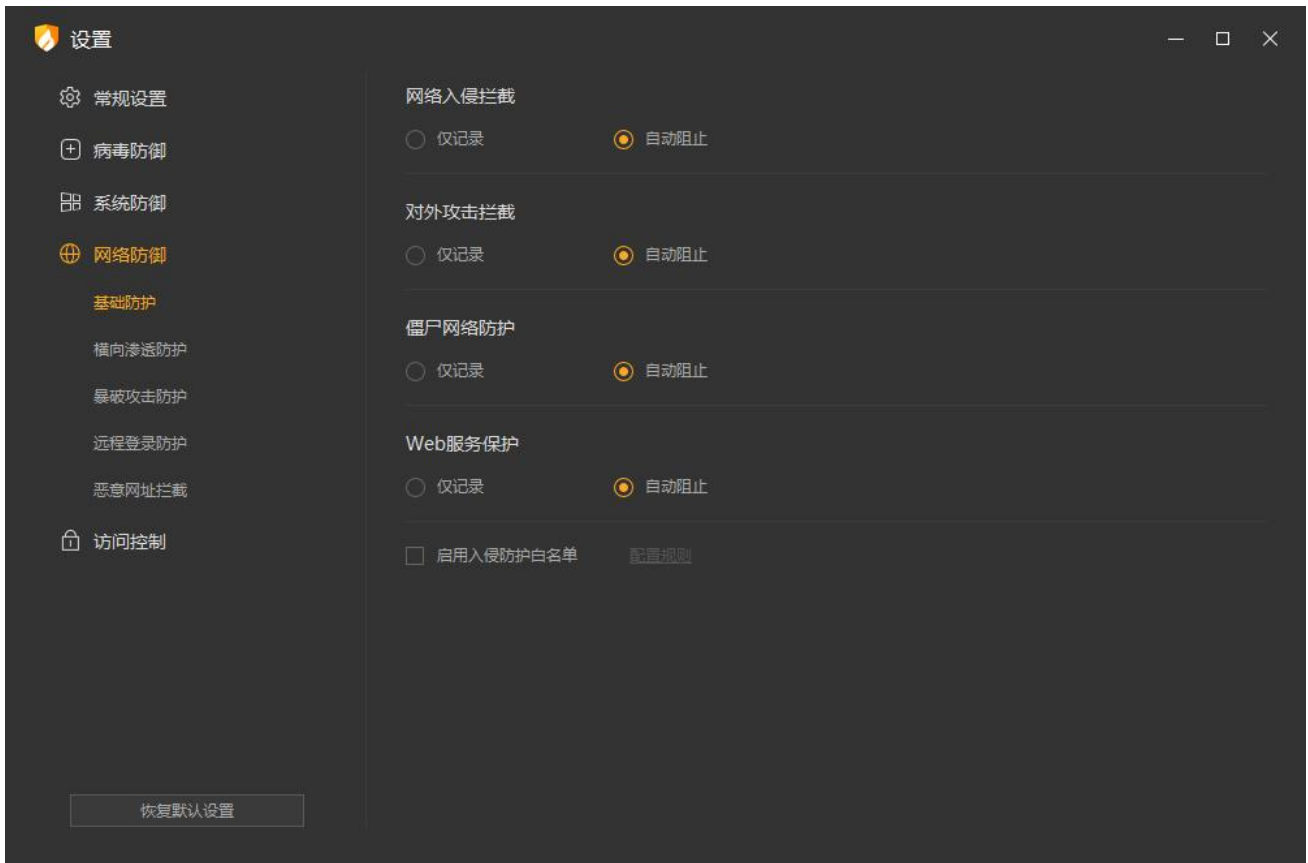 设置
常规设置
病毒防御
系统防御
网络防御
基础防护
横向渗透防护
暴破攻击防护
远程登录防护
恶意网址拦截
访问控制
恢复默认设置
网络入侵拦截
仅记录 自动阻止
对外攻击拦截
仅记录 自动阻止
僵尸网络防护
仅记录 自动阻止
Web服务保护
仅记录 自动阻止
启用入侵防护白名单 配置规则